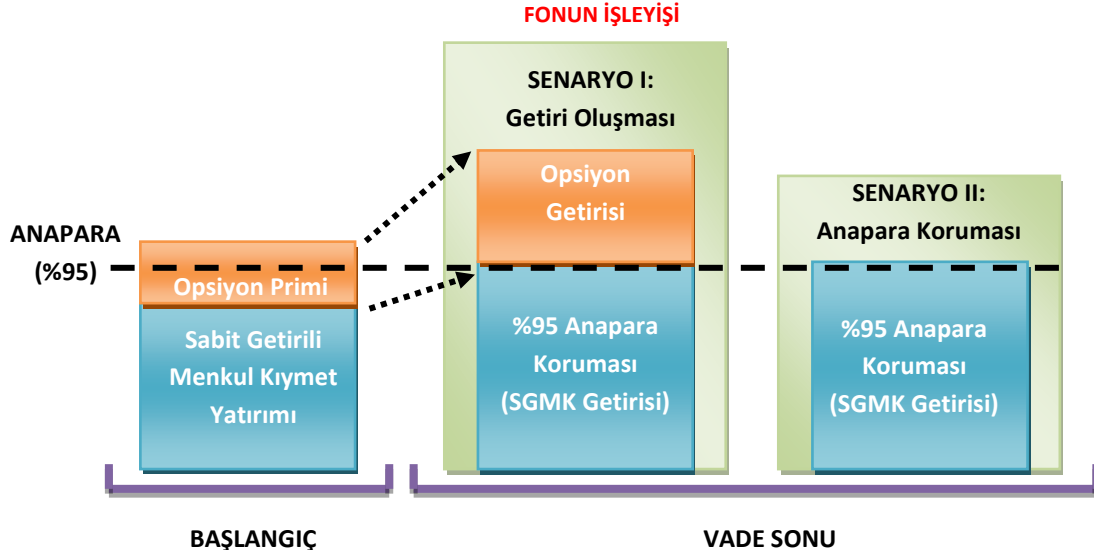 FONUN İŞLEYİŞİ
ANAPARA
(%95)
Opsiyon Primi
Sabit Getirili
Menkul Kıymet
Yatırımı
SENARYO I:
Getiri Oluşması
Opsiyon
Getirisi
%95 Anapara
Koruması
(SGMK Getirisi)
SENARYO II:
Anapara Koruması
%95 Anapara
Koruması
(SGMK Getirisi)
BAŞLANGIÇ
VADE SONU